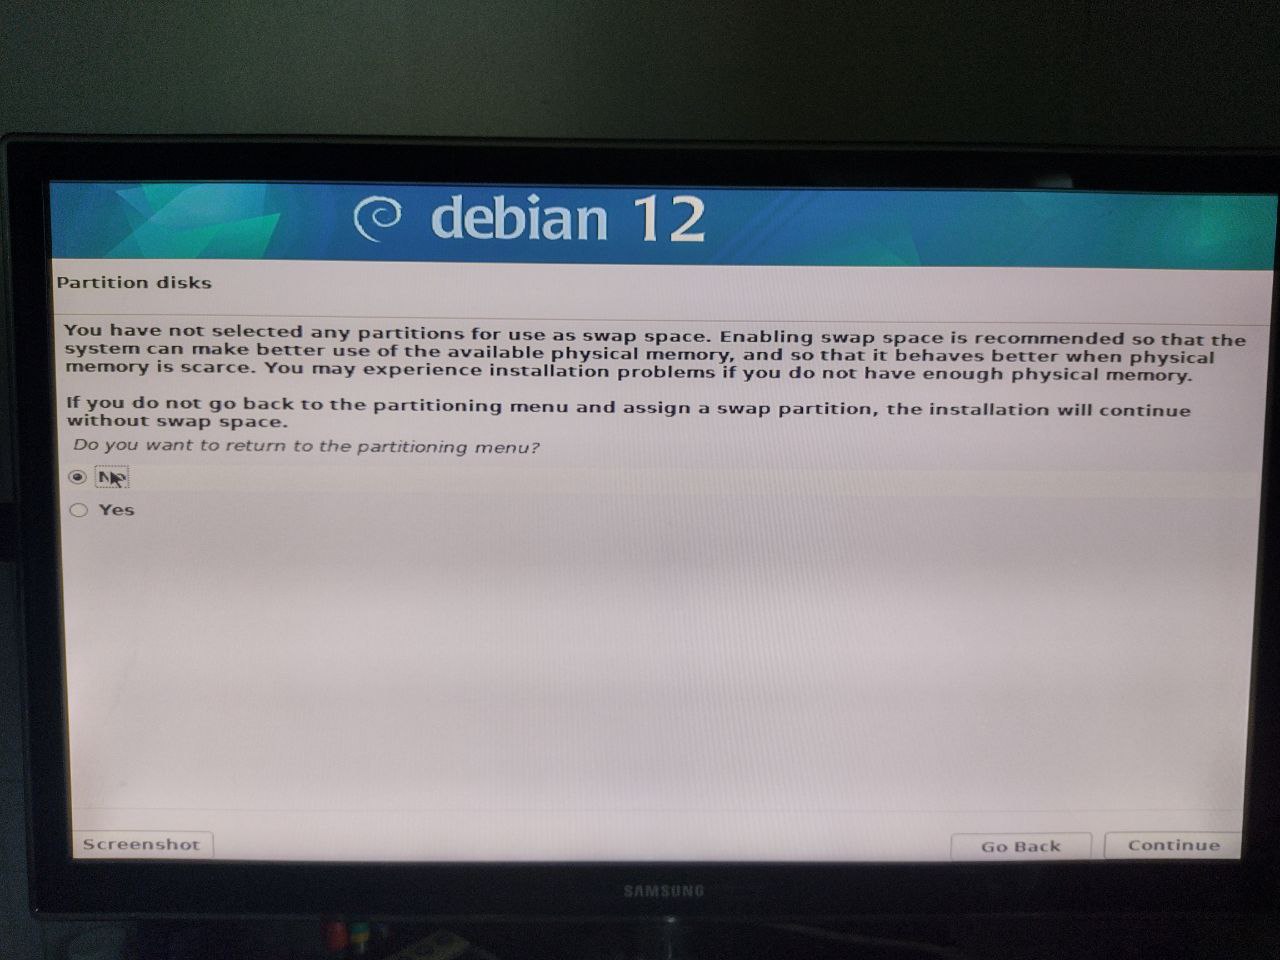 debian 12
Partition disks
You have not selected any partitions for use as swap space. Enabling swap space is recommended so that the
system can make better use of the available physical memory, and so that it behaves better when physical
memory is scarce. You may experience installation problems if you do not have enough physical memory.
If you do not go back to the partitioning menu and assign a swap partition, the installation will continue
without swap space.
Do you want to return to the partitioning menu?
No
Yes
Screenshot
Go Back
Continue
SAMSUNG